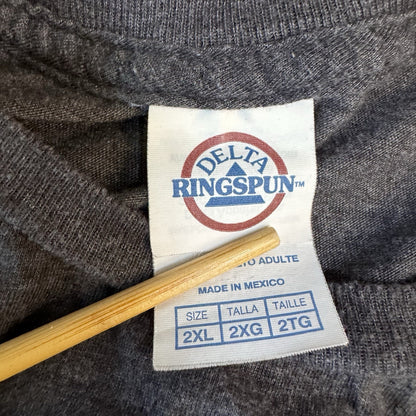 DELTA
RINGSPUN™
ADULTE
MADE IN MEXICO
SIZE TALLA TAILLE
2XL 2XG 2TG